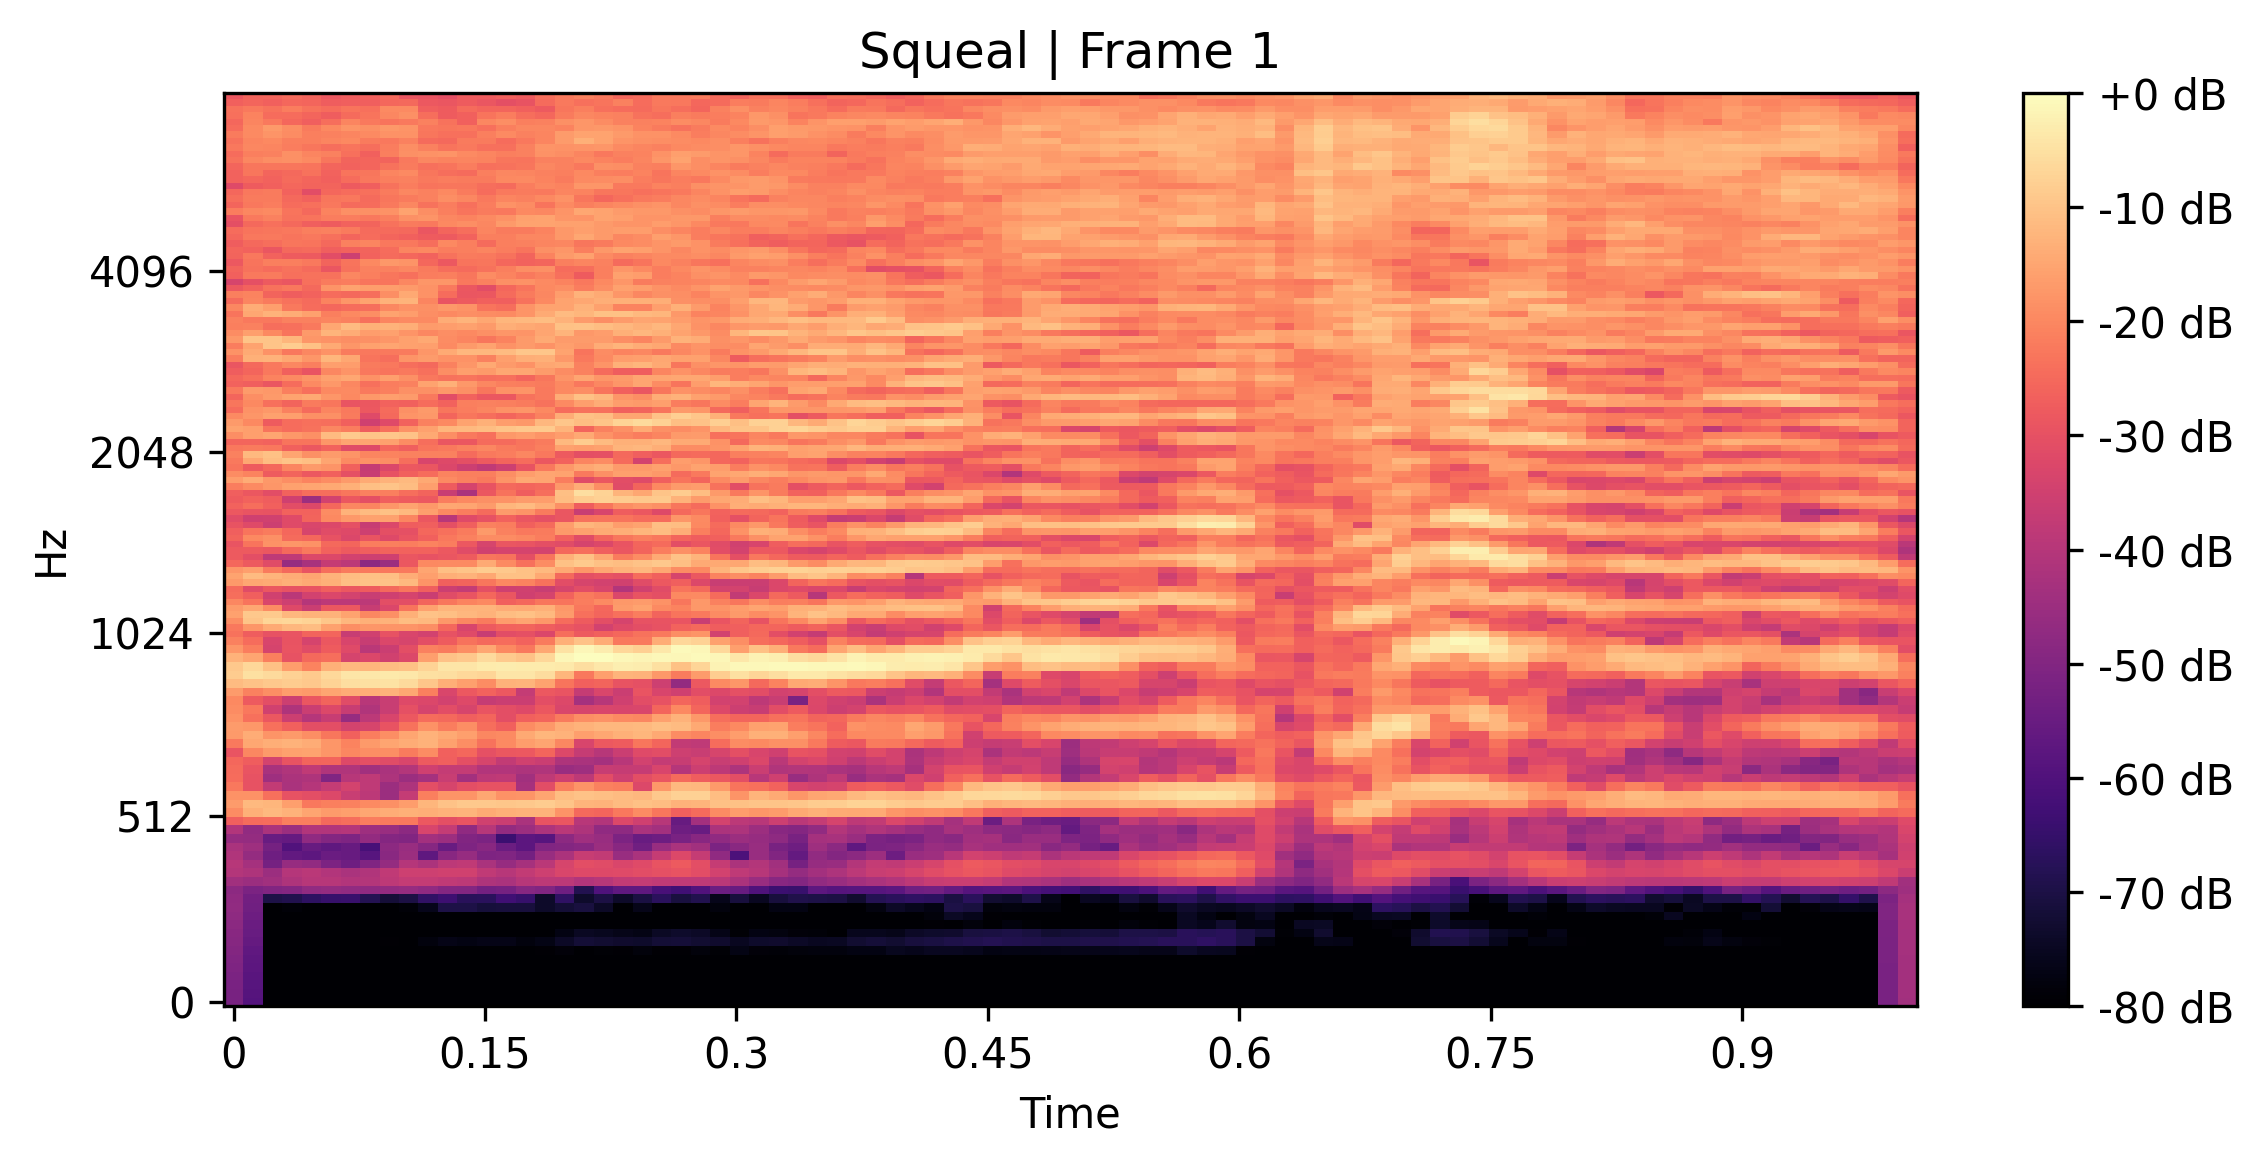 Squeal | Frame 1
+0 dB
-10 dB
4096
-20 dB
-30 dB
2048
-40 dB
Hz
1024
-50 dB
512
-60 dB
-70 dB
0
-80 dB
0 0.15 0.3 0.45 0.6 0.75 0.9
Time